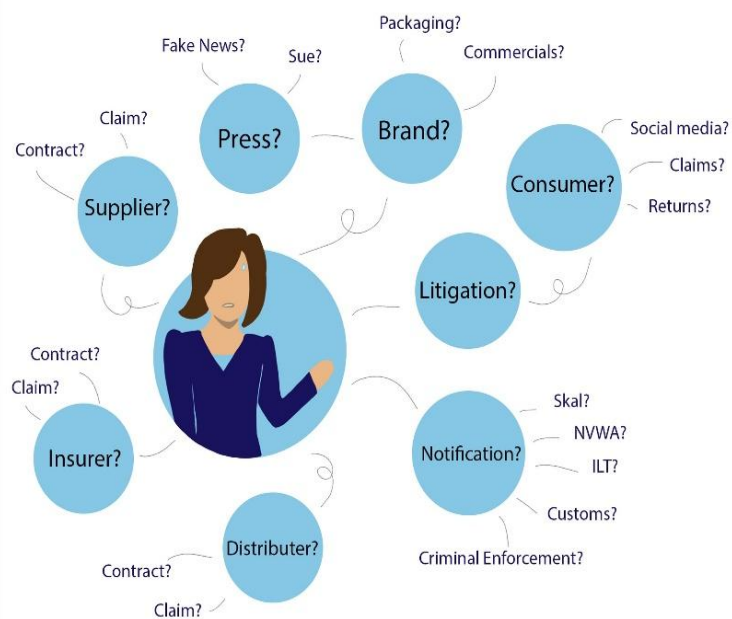 Packaging?
Fake News?
Sue?
Commercials?
Press?
Brand?
Claim?
Contract?
Supplier?
Social media?
Claims?
Returns?
Consumer?
Litigation?
Contract?
Claim?
Insurer?
Skal?
NVWA?
ILT?
Customs?
Criminal Enforcement?
Notification?
Distributer?
Contract?
Claim?